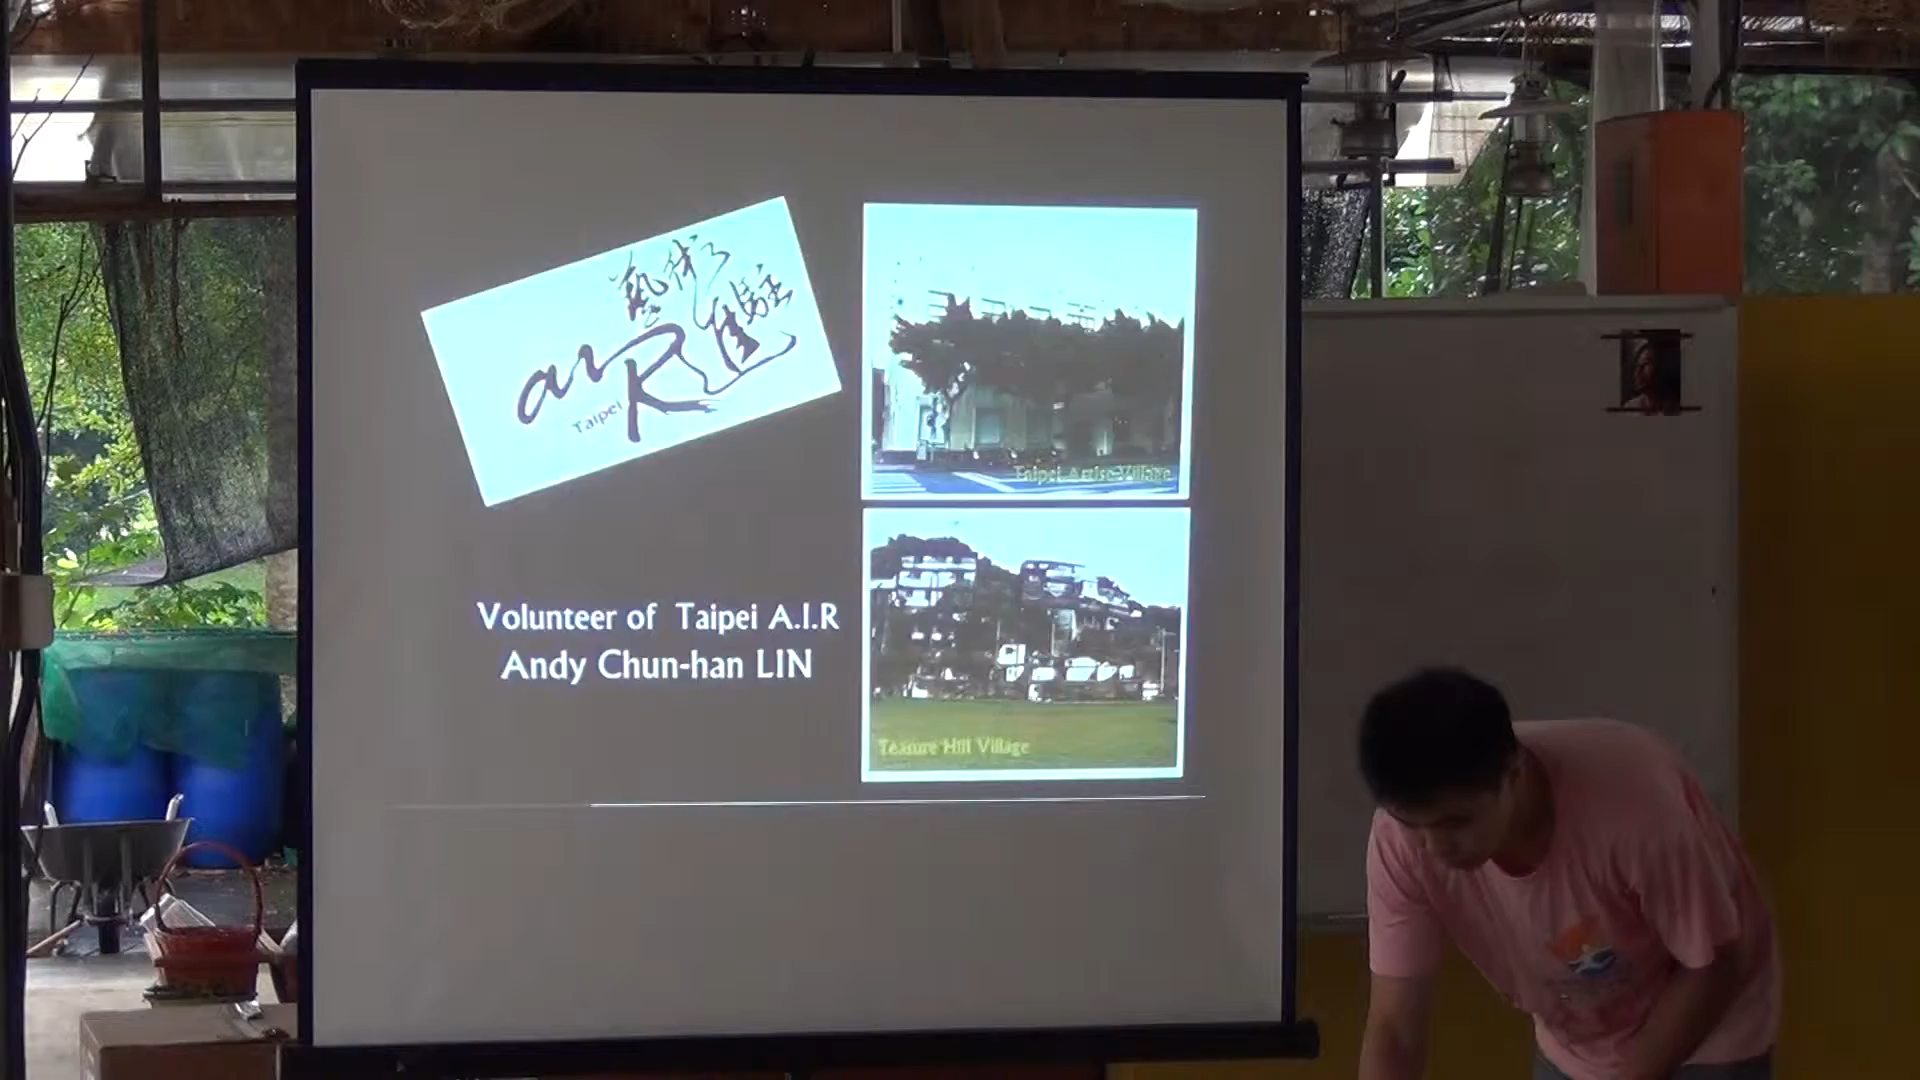 藝術
進駐
aiR
Taipei
Taipei Artist Village
Volunteer of Taipei A.I.R
Andy Chun-han LIN
Teasure Hill Village